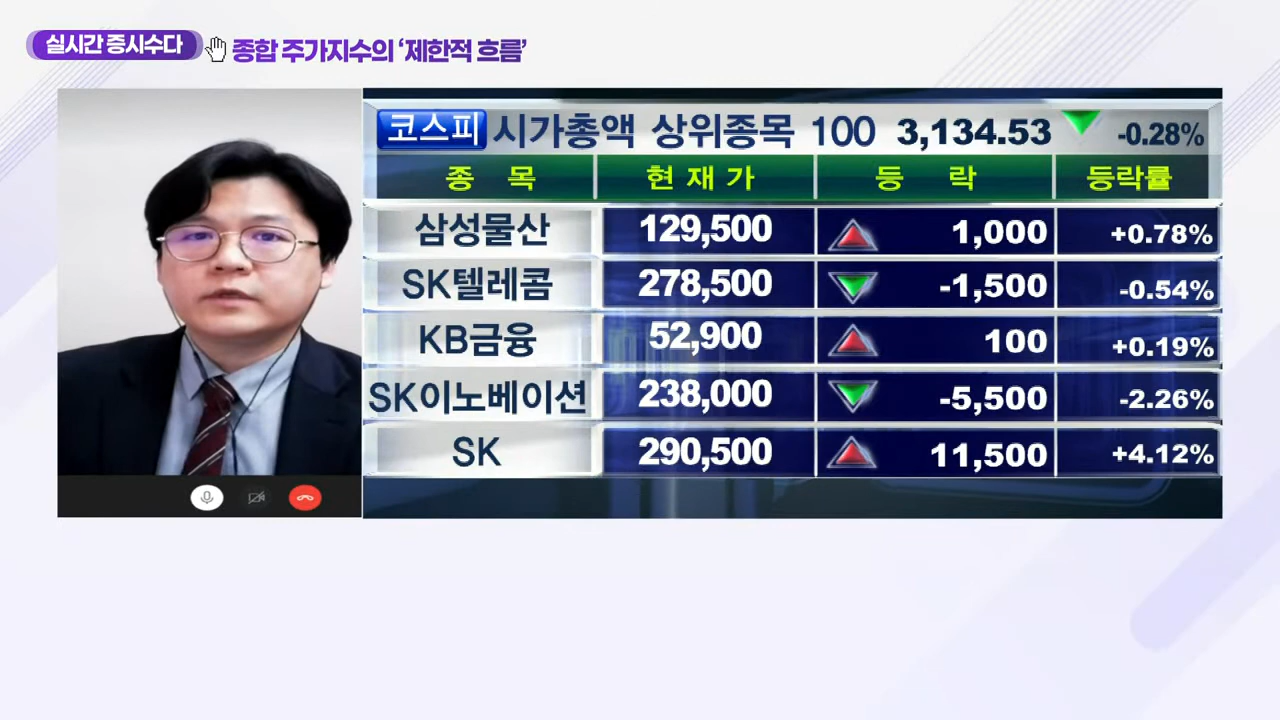 실시간 증시수다 종합 주가지수의 ‘제한적 흐름’
코스피 시가총액 상위종목 100 3,134.53 -0.28%
종 목 현 재 가 등 락 등락률
삼성물산 129,500 1,000 +0.78%
SK텔레콤 278,500 -1,500 -0.54%
KB금융 52,900 100 +0.19%
SK이노베이션 238,000 -5,500 -2.26%
SK 290,500 11,500 +4.12%